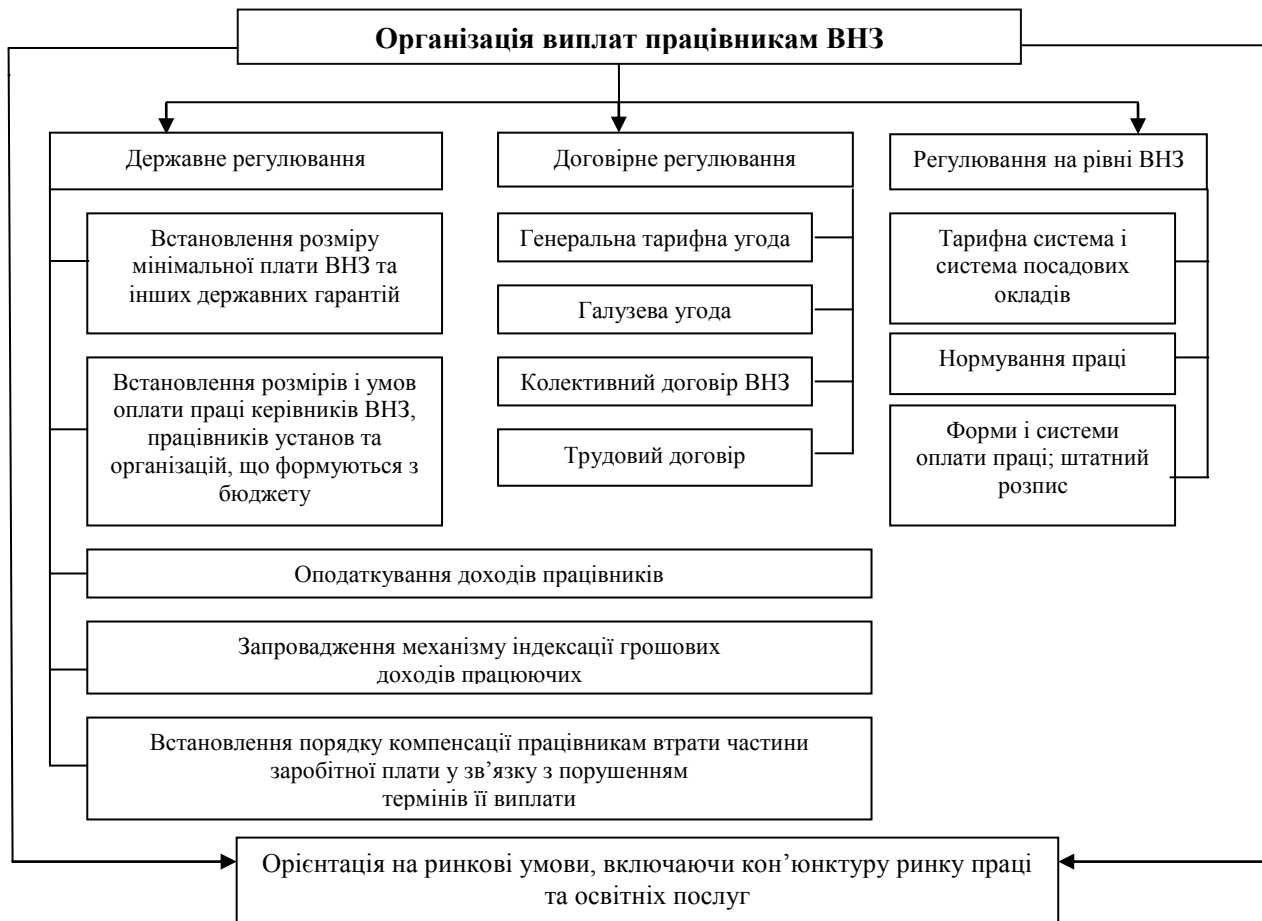 Організація виплат працівникам ВНЗ
Державне регулювання
Встановлення розміру
мінімальної плати ВНЗ та
інших державних гарантій
Встановлення розмірів і умов
оплати праці керівників ВНЗ,
працівників установ та
організацій, що формуються з
бюджету
Договірне регулювання
Генеральна тарифна угода
Галузева угода
Колективний договір ВНЗ
Трудовий договір
Регулювання на рівні ВНЗ
Тарифна система і
система посадових
окладів
Нормування праці
Форми і системи
оплати праці; штатний
розпис
Оподаткування доходів працівників
Запровадження механізму індексації грошових
доходів працюючих
Встановлення порядку компенсації працівникам втрати частини
заробітної плати у зв’язку з порушенням
термінів її виплати
Орієнтація на ринкові умови, включаючи кон’юнктуру ринку праці
та освітніх послуг